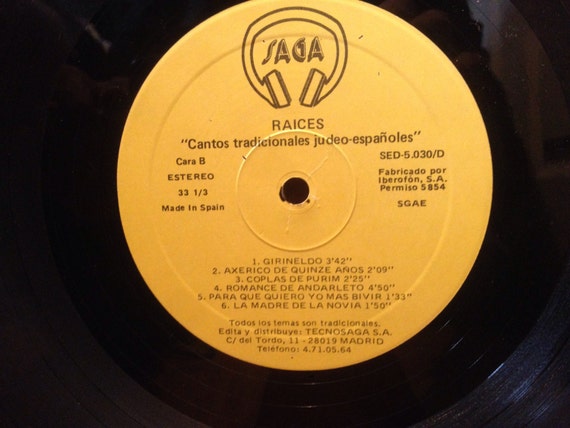 SAGA
RAICES
"Cantos tradicionales judeo-españoles"
Cara B
ESTEREO
33 1/3
Made In Spain
SED-5.030/D
Fabricado por
Iberofón, S.A.
Permiso 5854
SGAE
1. GIRINELDO 3'42"
2. AXERICO DE QUINZE AÑOS 2'09"
3. COPLAS DE PURIM 2'25"
4. ROMANCE DE ANDARLETO 4'50"
5. PARA QUE QUIERO YO MAS BIVIR 1'33"
6. LA MADRE DE LA NOVIA 1'50"
Todos los temas son tradicionales.
Edita y distribuye: TECNOSAGA S.A.
C/ del Tordo, 11 - 28019 MADRID
Teléfono: 4.71.05.64